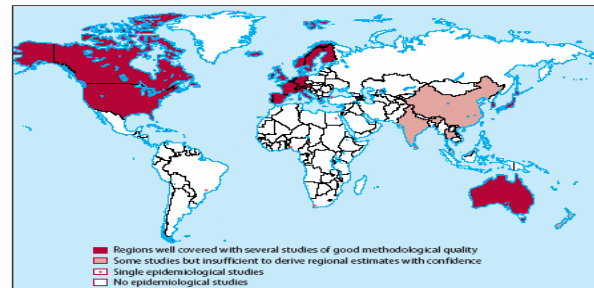 Regions well covered with several studies of good methodological quality
Some studies but insufficient to derive regional estimates with confidence
Single epidemiological studies
No epidemiological studies